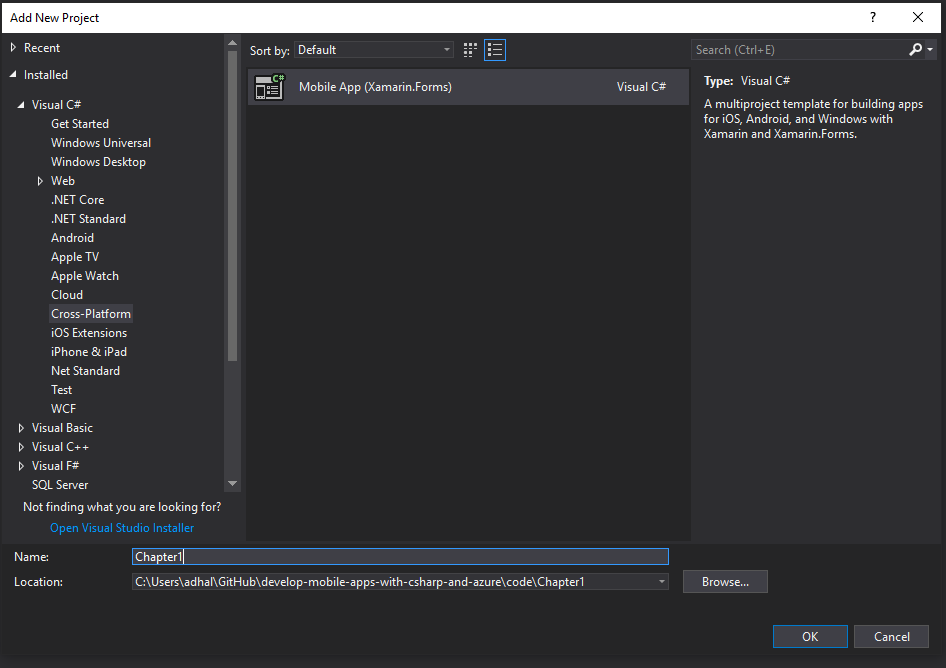 Add New Project
?
Recent
Installed
Visual C#
Get Started
Windows Universal
Windows Desktop
Web
.NET Core
.NET Standard
Android
Apple TV
Apple Watch
Cloud
Cross-Platform
iOS Extensions
iPhone & iPad
Net Standard
Test
WCF
Visual Basic
Visual C++
Visual F#
SQL Server
Not finding what you are looking for?
Open Visual Studio Installer
Sort by: Default
C#
Mobile App (Xamarin.Forms) Visual C#
Search (Ctrl+E)
Type: Visual C#
A multiproject template for building apps
for iOS, Android, and Windows with
Xamarin and Xamarin.Forms.
Name: Chapter1
Location: C:\Users\adhal\GitHub\develop-mobile-apps-with-csharp-and-azure\code\Chapter1
Browse...
OK
Cancel